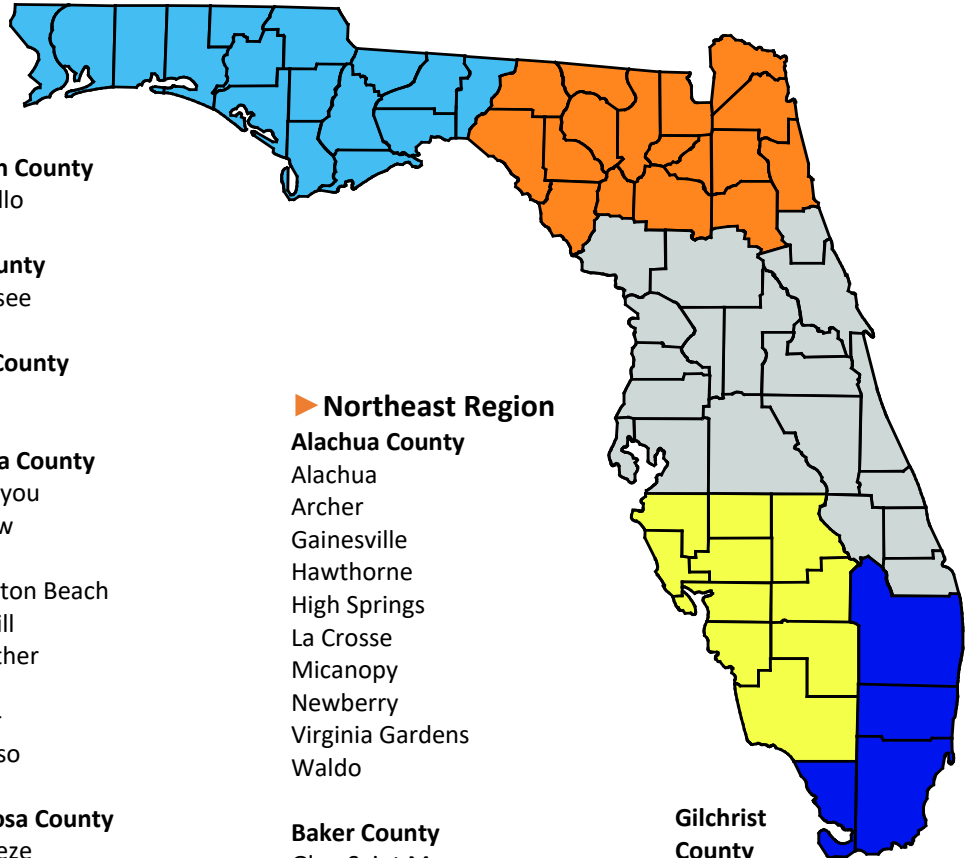 County
llo
unty
see
County
a County
you
w
ton Beach
ill
ther
so
osa County
eze
►Northeast Region
Alachua County
Alachua
Archer
Gainesville
Hawthorne
High Springs
La Crosse
Micanopy
Newberry
Virginia Gardens
Waldo
Baker County
Gilchrist
County